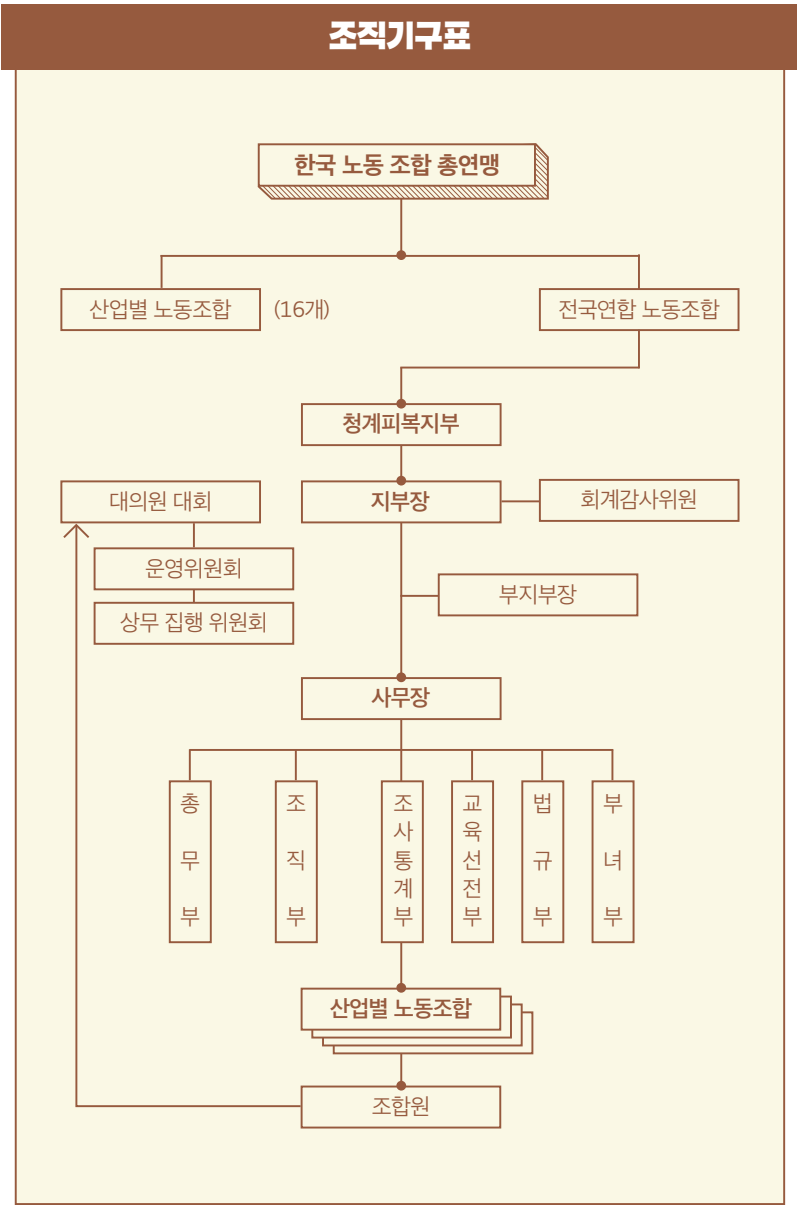 조직기구표
한국 노동 조합 총연맹
산업별 노동조합 (16개)
전국연합 노동조합
청계피복지부
대의원 대회
지부장
회계감사위원
운영위원회
부지부장
상무 집행 위원회
사무장
총무부
조직부
조사통계부
교육선전부
법규부
부녀부
산업별 노동조합
조합원